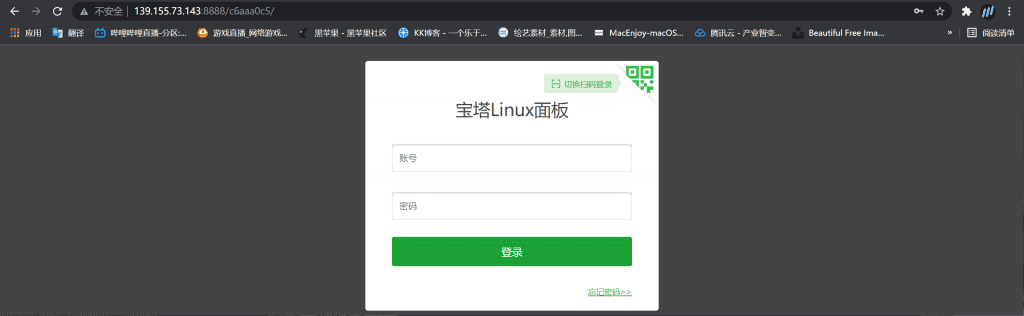 不安全 139.155.73.143:8888/c6aaa0c5/
应用 翻译 哔哩哔哩直播-分区:... 游戏直播_网络游戏... 黑苹果 - 黑苹果社区 KK博客 - 一个乐于... 绘艺素材_素材,图... MacEnjoy-macOS... 腾讯云 - 产业智变... Beautiful Free Ima... » 阅读清单
切换扫码登录
宝塔Linux面板
账号
密码
登录
忘记密码>>